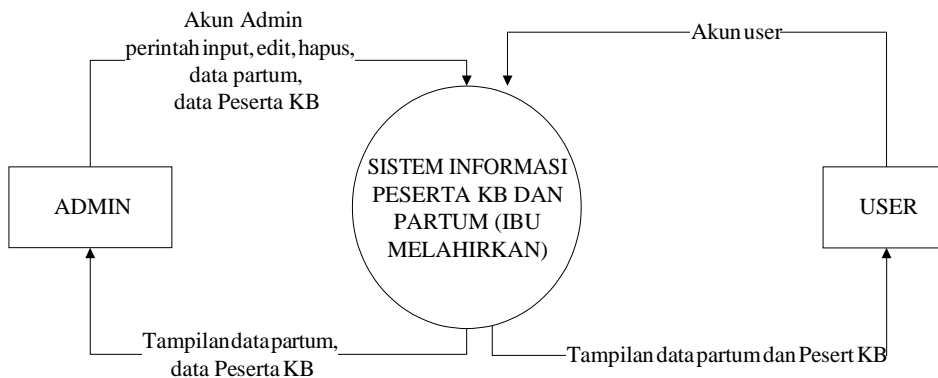 Akun Admin
perintah input, edit, hapus,
data partum,
data Peserta KB
Akun user
ADMIN
SISTEM INFORMASI
PESERTA KB DAN
PARTUM (IBU
MELAHIRKAN)
USER
Tampilan data partum,
data Peserta KB
Tampilan data partum dan Pesert KB